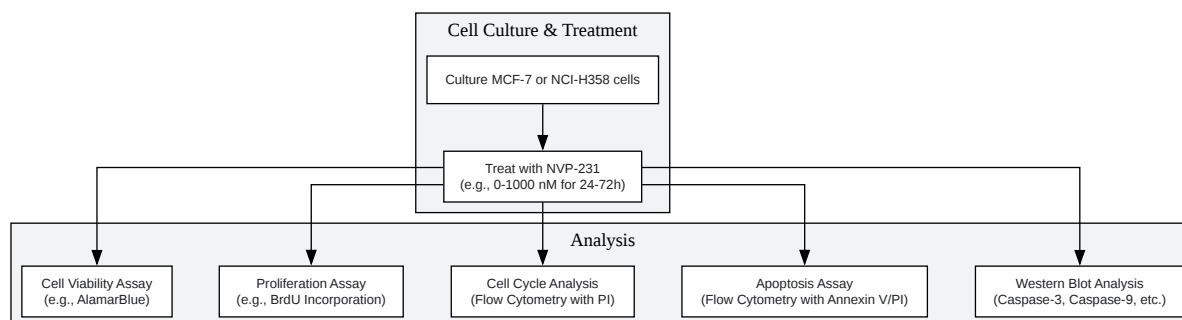 Cell Culture & Treatment
Culture MCF-7 or NCI-H358 cells
Treat with NVP-231
(e.g., 0-1000 nM for 24-72h)
Analysis
Cell Viability Assay
(e.g., AlamarBlue)
Proliferation Assay
(e.g., BrdU Incorporation)
Cell Cycle Analysis
(Flow Cytometry with PI)
Apoptosis Assay
(Flow Cytometry with Annexin V/PI)
Western Blot Analysis
(Caspase-3, Caspase-9, etc.)